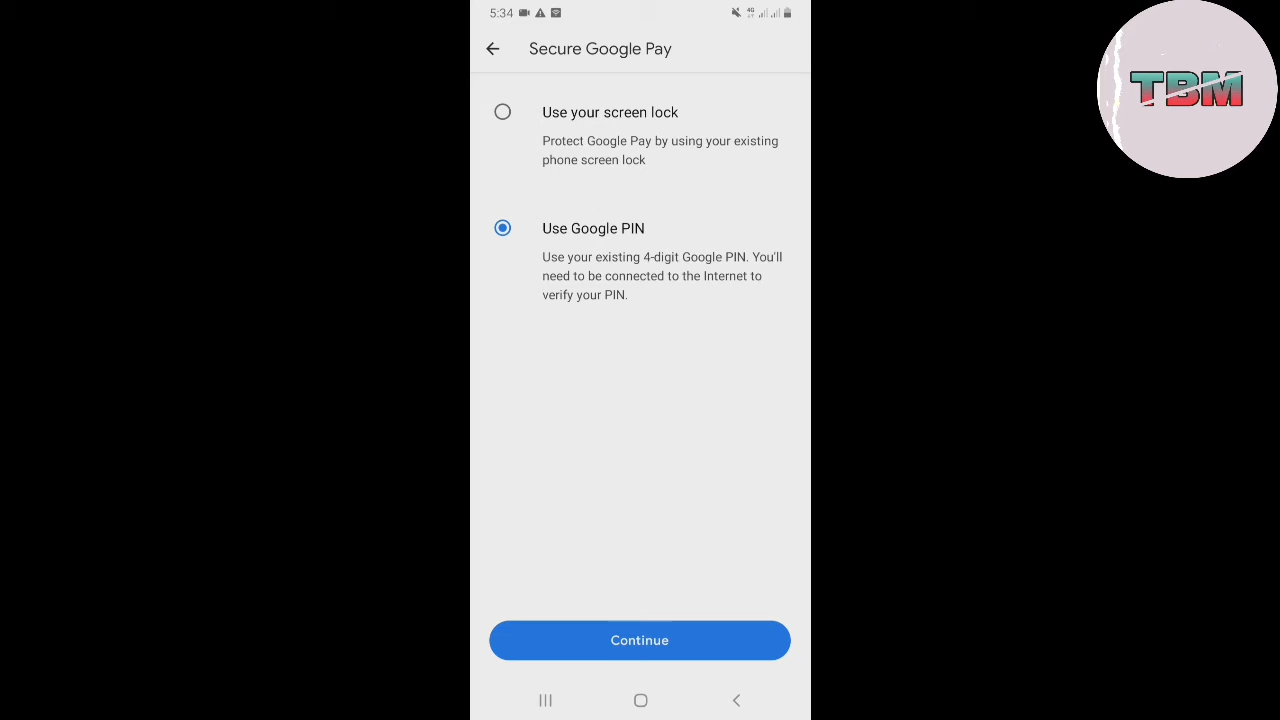 5:34
4G
Secure Google Pay
TBM
Use your screen lock
Protect Google Pay by using your existing
phone screen lock
Use Google PIN
Use your existing 4-digit Google PIN. You'll
need to be connected to the Internet to
verify your PIN.
Continue